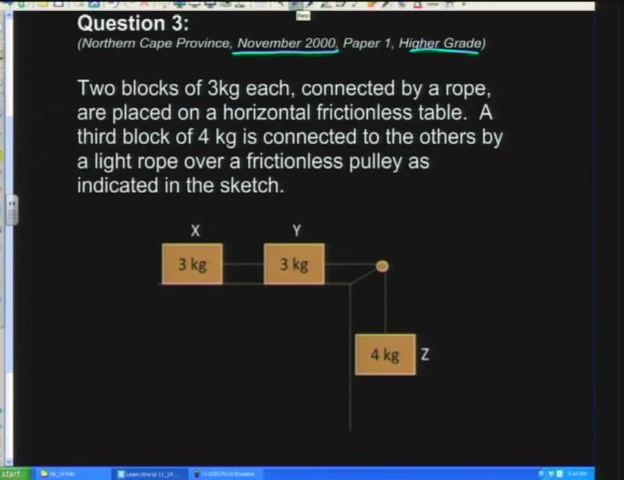 Pens
Question 3:
(Northern Cape Province, November 2000, Paper 1, Higher Grade)
Two blocks of 3kg each, connected by a rope,
are placed on a horizontal frictionless table. A
third block of 4 kg is connected to the others by
a light rope over a frictionless pulley as
indicated in the sketch.
X Y
3 kg 3 kg
4 kg Z
start